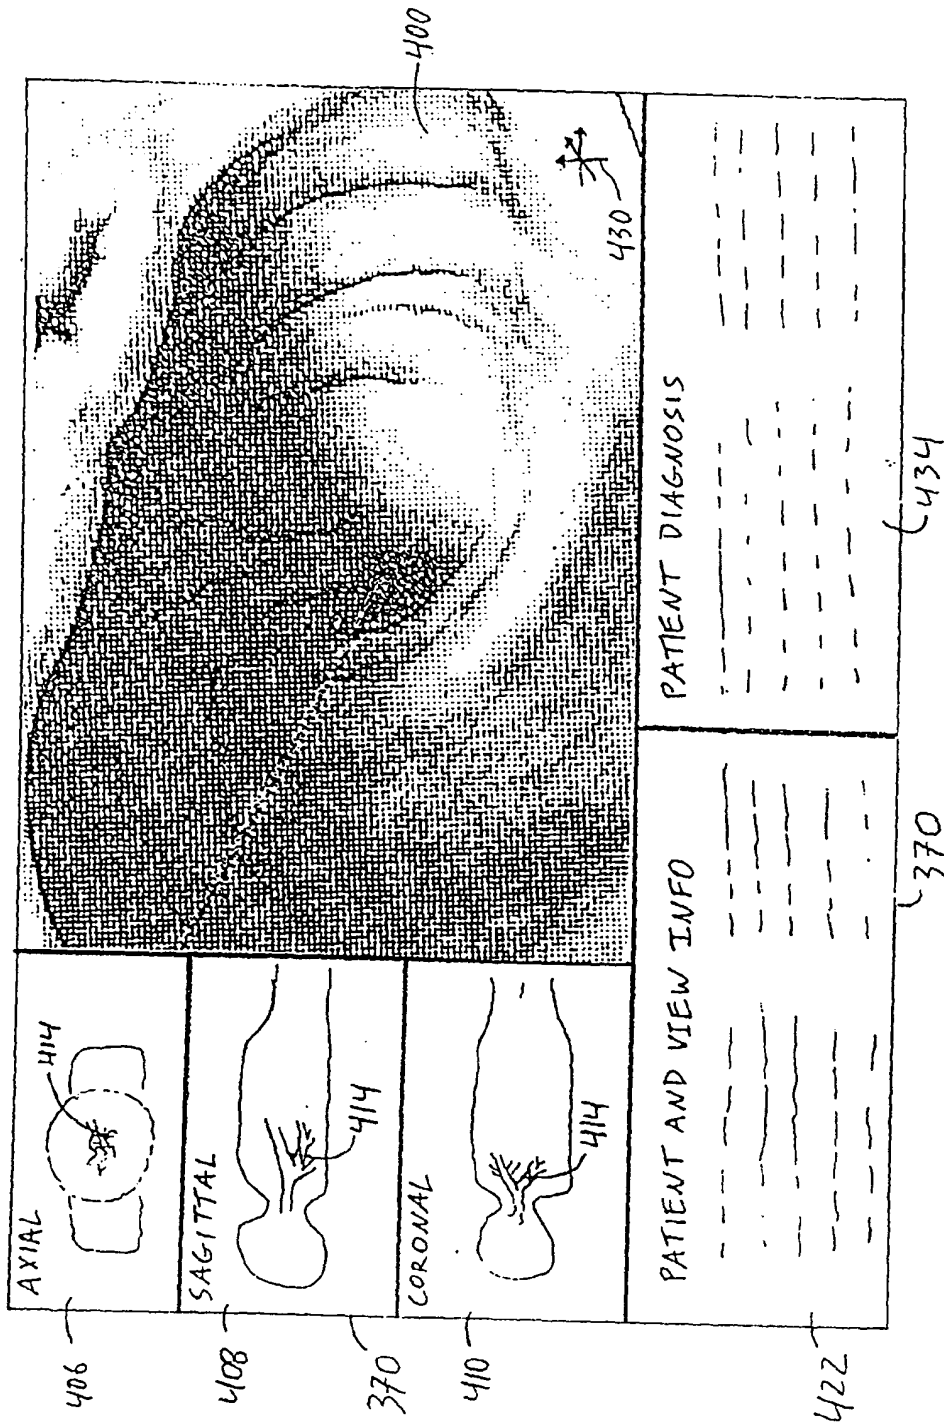 AXIAL
414
406
SAGITTAL
414
408
370
CORONAL
414
410
400
430
PATIENT AND VIEW INFO
PATIENT DIAGNOSIS
422
370
434